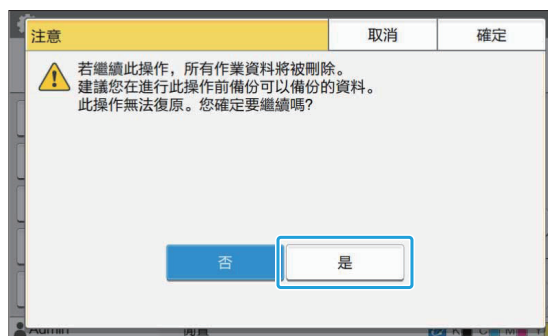 注意
取消
確定
若繼續此操作，所有作業資料將被刪除。
建議您在進行此操作前備份可以備份的資料。
此操作無法復原。您確定要繼續嗎?
否
是
Admin
閒置
K C M Y